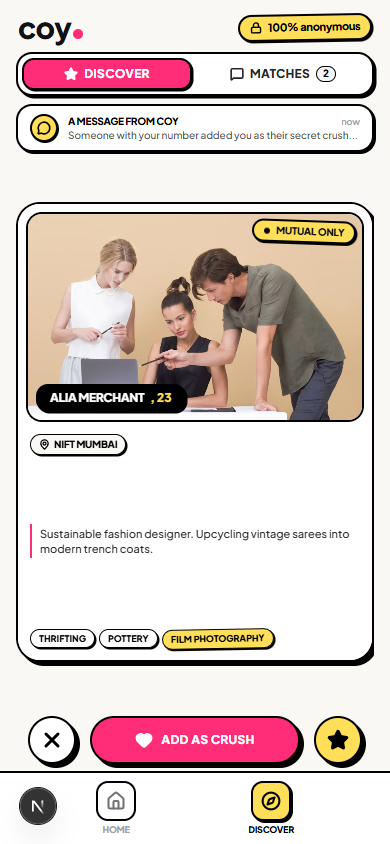 coy.
100% anonymous
DISCOVER
MATCHES 2
A MESSAGE FROM COY
now
Someone with your number added you as their secret crush...
MUTUAL ONLY
ALIA MERCHANT , 23
NIFT MUMBAI
Sustainable fashion designer. Upcycling vintage sarees into
modern trench coats.
THRIFTING
POTTERY
FILM PHOTOGRAPHY
ADD AS CRUSH
N
HOME
DISCOVER